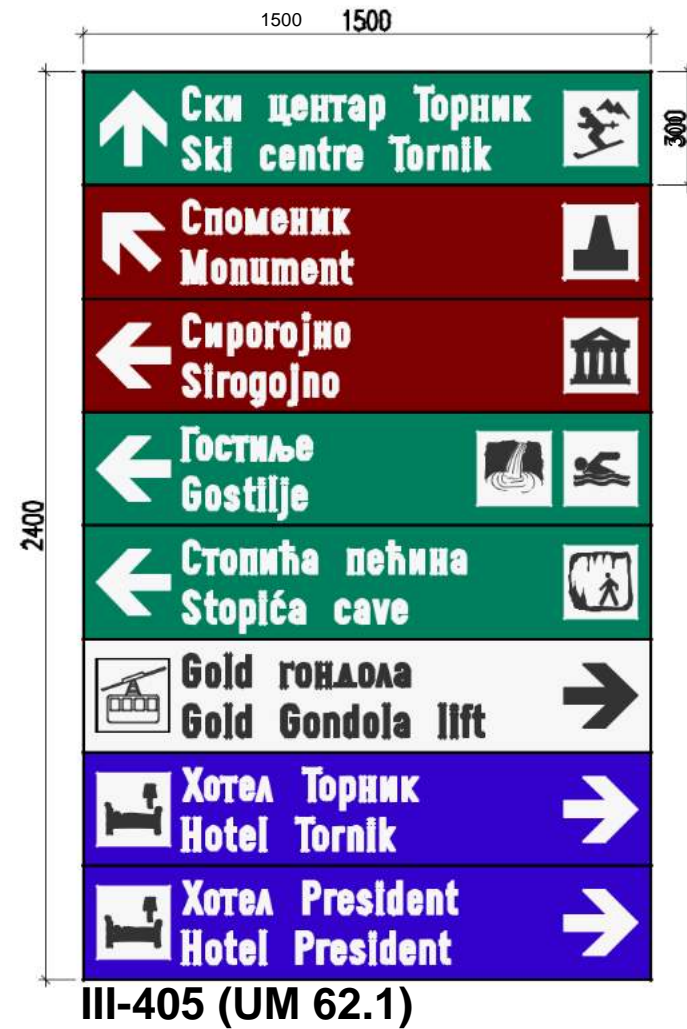 1500 1500
Ски центар Торник
Ski centre Tornik
300
Споменик
Monument
Сирогојно
Sirogojno
Гостиље
Gostilje
2400
Стопића пећина
Stopića cave
Gold гондола
Gold Gondola lift
Хотел Торник
Hotel Tornik
Хотел President
Hotel President
III-405 (UM 62.1)